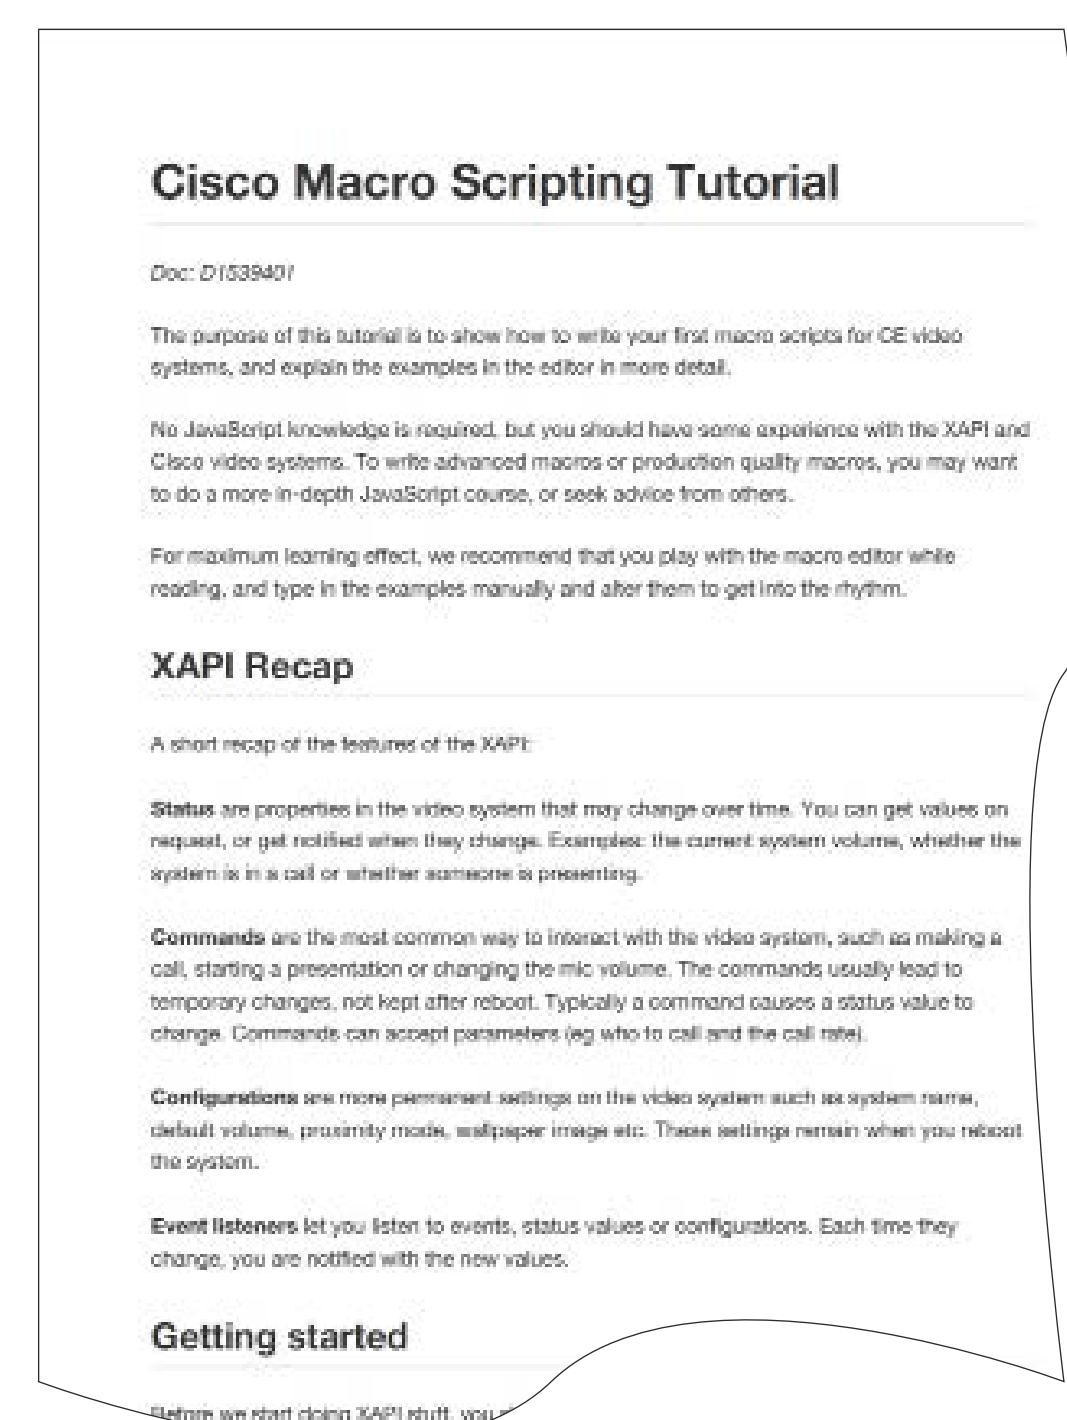 Cisco Macro Scripting Tutorial
Doc: D1539401
The purpose of this tutorial is to show how to write your first macro scripts for CE video
systems, and explain the examples in the editor in more detail.
No JavaScript knowledge is required, but you should have some experience with the XAPI and
Cisco video systems. To write advanced macros or production quality macros, you may want
to do a more in-depth JavaScript course, or seek advice from others.
For maximum learning effect, we recommend that you play with the macro editor while
reading, and type in the examples manually and alter them to get into the rhythm.
XAPI Recap
A short recap of the features of the XAPI:
Status are properties in the video system that may change over time. You can get values on
request, or get notified when they change. Examples: the current system volume, whether the
system is in a call or whether someone is presenting.
Commands are the most common way to interact with the video system, such as making a
call, starting a presentation or changing the mic volume. The commands usually lead to
temporary changes, not kept after reboot. Typically a command causes a status value to
change. Commands can accept parameters (eg who to call and the call rate).
Configurations are more permanent settings on the video system such as system name,
default volume, proximity mode, wallpaper image etc. These settings remain when you reboot
the system.
Event listeners let you listen to events, status values or configurations. Each time they
change, you are notified with the new values.
Getting started
Before we start doing XAPI stuff, you